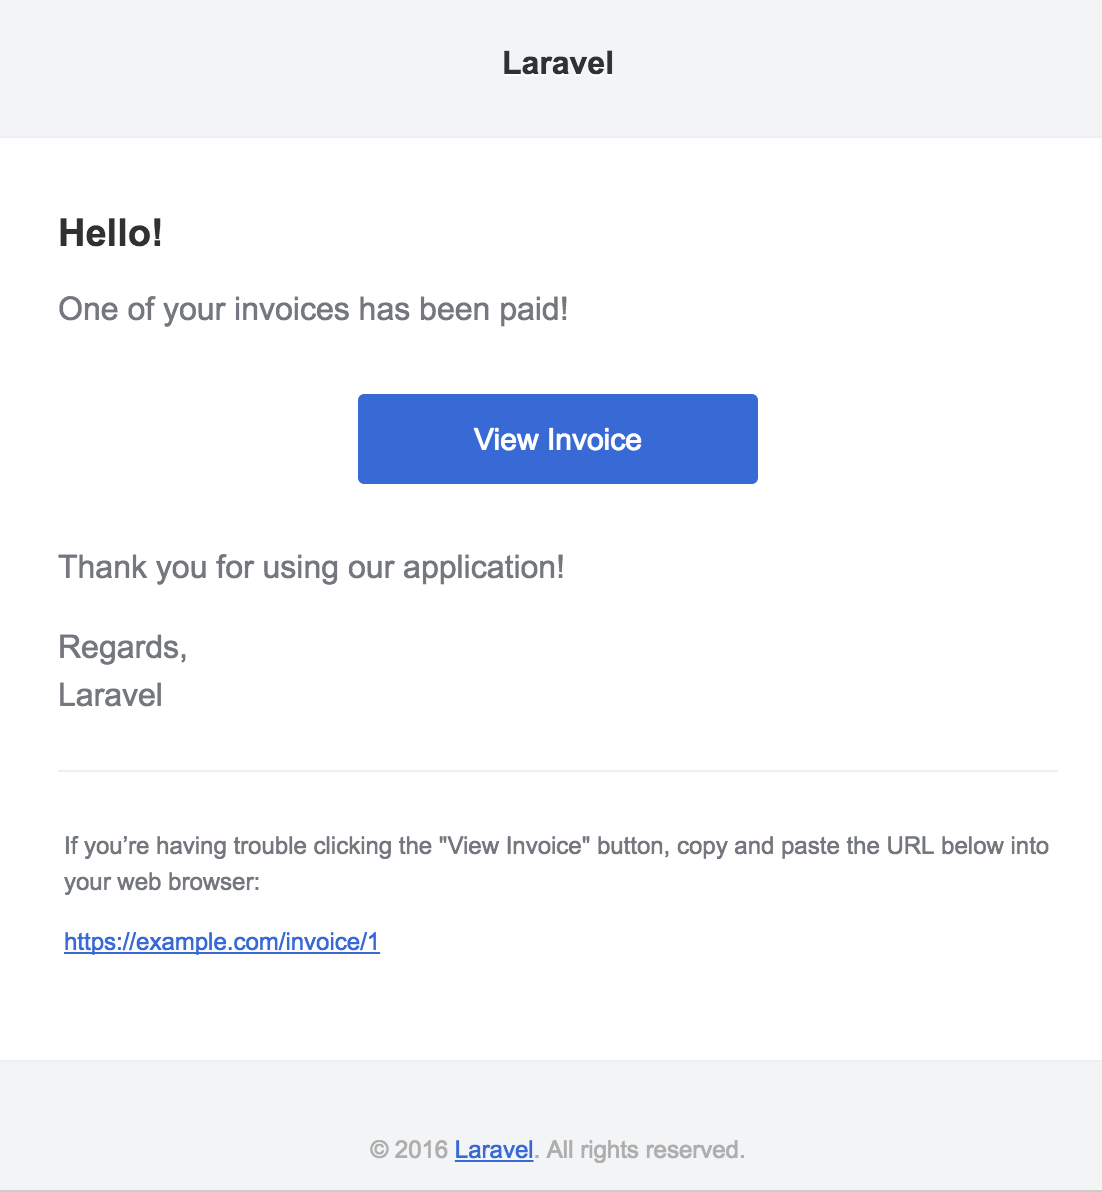 Laravel
Hello!
One of your invoices has been paid!
View Invoice
Thank you for using our application!
Regards,
Laravel
If you’re having trouble clicking the "View Invoice" button, copy and paste the URL below into
your web browser:
https://example.com/invoice/1
© 2016 Laravel. All rights reserved.